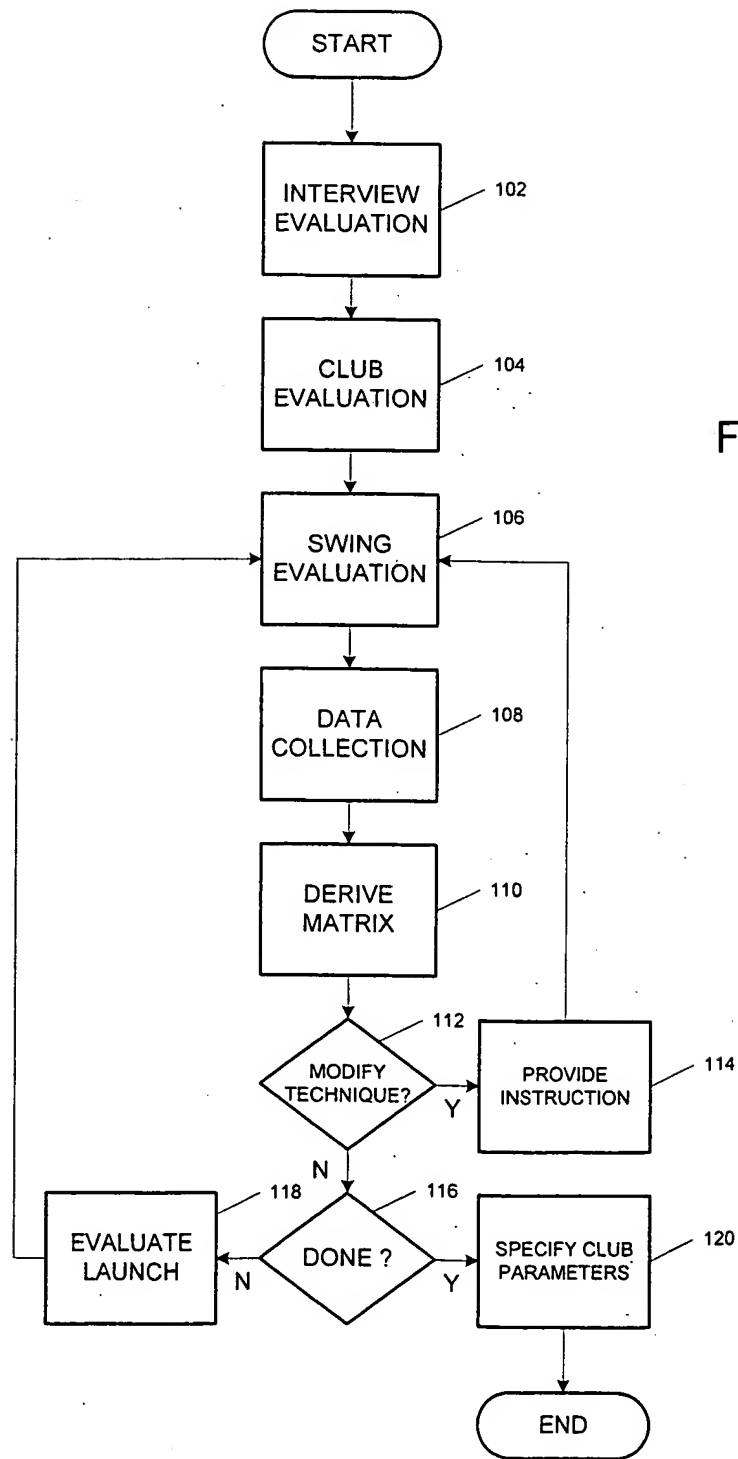 START
INTERVIEW
EVALUATION
102
CLUB
EVALUATION
104
F
SWING
EVALUATION
106
DATA
COLLECTION
108
DERIVE
MATRIX
110
MODIFY
TECHNIQUE?
112
Y
PROVIDE
INSTRUCTION
114
N
EVALUATE
LAUNCH
118
N
DONE ?
116
Y
SPECIFY CLUB
PARAMETERS
120
END